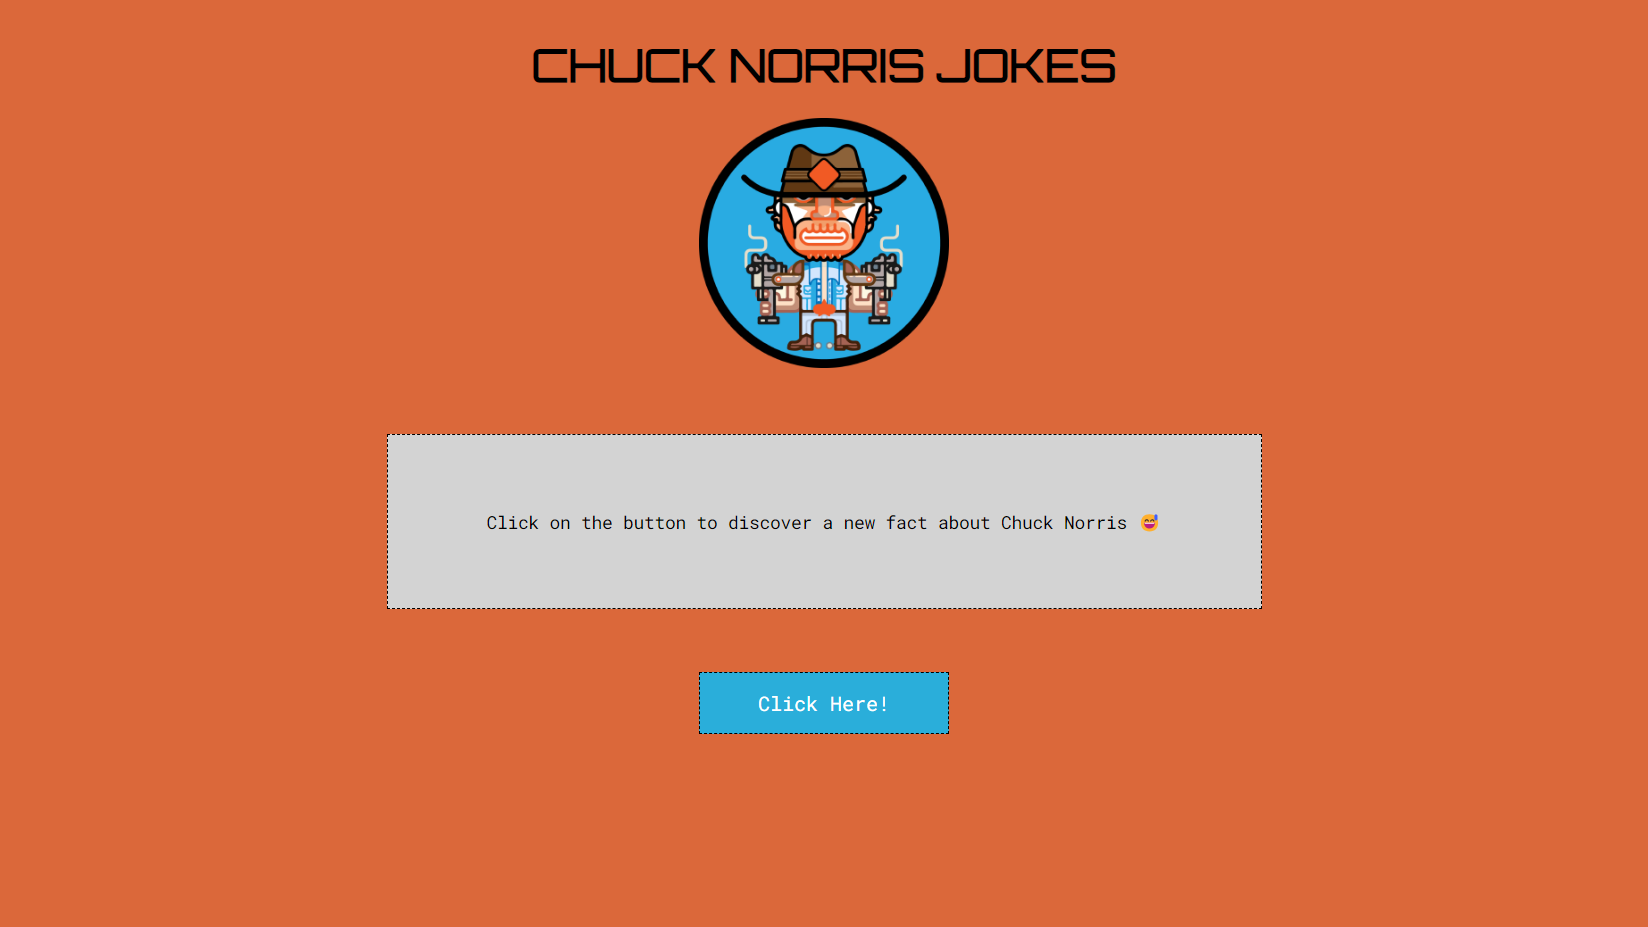 CHUCK NORRIS JOKES
Click on the button to discover a new fact about Chuck Norris 😅
Click Here!